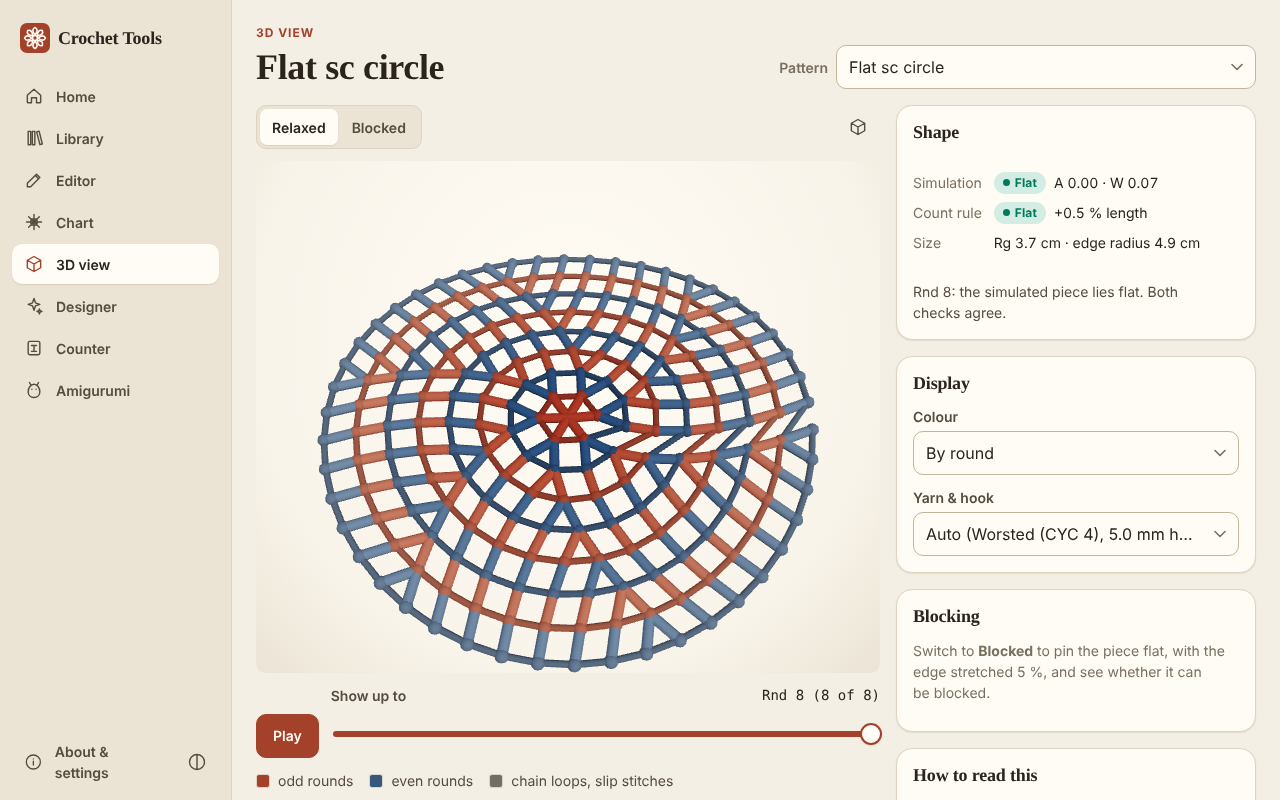 Crochet Tools
Home
Library
Editor
Chart
3D view
Designer
Counter
Amigurumi
About &
settings
3D VIEW
Flat sc circle
Pattern
Flat sc circle
Relaxed
Blocked
Show up to
Rnd 8 (8 of 8)
Play
odd rounds
even rounds
chain loops, slip stitches
Shape
Simulation Flat A 0.00 · W 0.07
Count rule Flat +0.5 % length
Size Rg 3.7 cm · edge radius 4.9 cm
Rnd 8: the simulated piece lies flat. Both
checks agree.
Display
Colour
By round
Yarn & hook
Auto (Worsted (CYC 4), 5.0 mm h...
Blocking
Switch to Blocked to pin the piece flat, with the
edge stretched 5 %, and see whether it can
be blocked.
How to read this